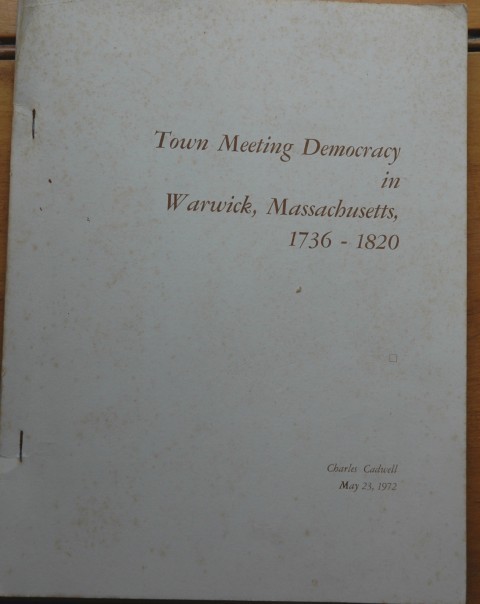 Town Meeting Democracy
in
Warwick, Massachusetts,
1736 - 1820
Charles Cadwell
May 23, 1972